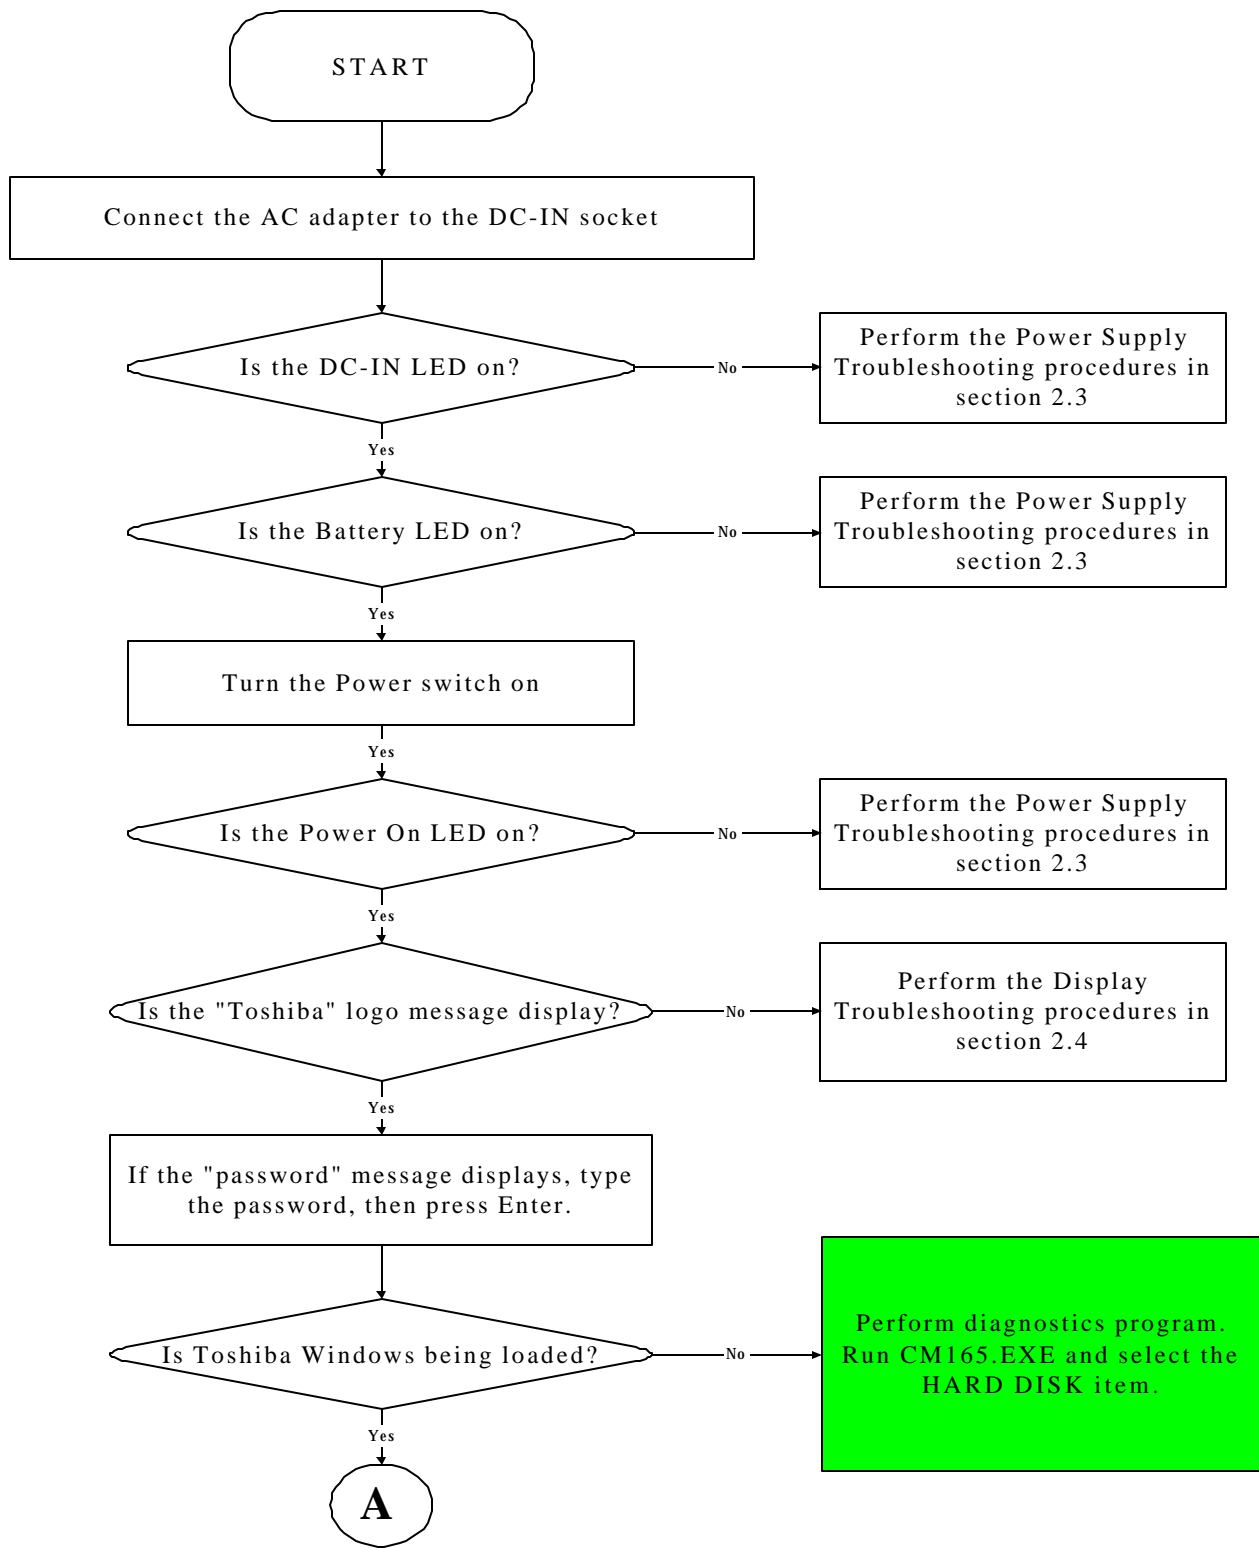 START
Connect the AC adapter to the DC-IN socket
Is the DC-IN LED on?
No
Perform the Power Supply
Troubleshooting procedures in
section 2.3
Yes
Is the Battery LED on?
No
Perform the Power Supply
Troubleshooting procedures in
section 2.3
Yes
Turn the Power switch on
Yes
Is the Power On LED on?
No
Perform the Power Supply
Troubleshooting procedures in
section 2.3
Yes
Is the "Toshiba" logo message display?
No
Perform the Display
Troubleshooting procedures in
section 2.4
Yes
If the "password" message displays, type
the password, then press Enter.
Is Toshiba Windows being loaded?
No
Perform diagnostics program.
Run CM165.EXE and select the
HARD DISK item.
Yes
A